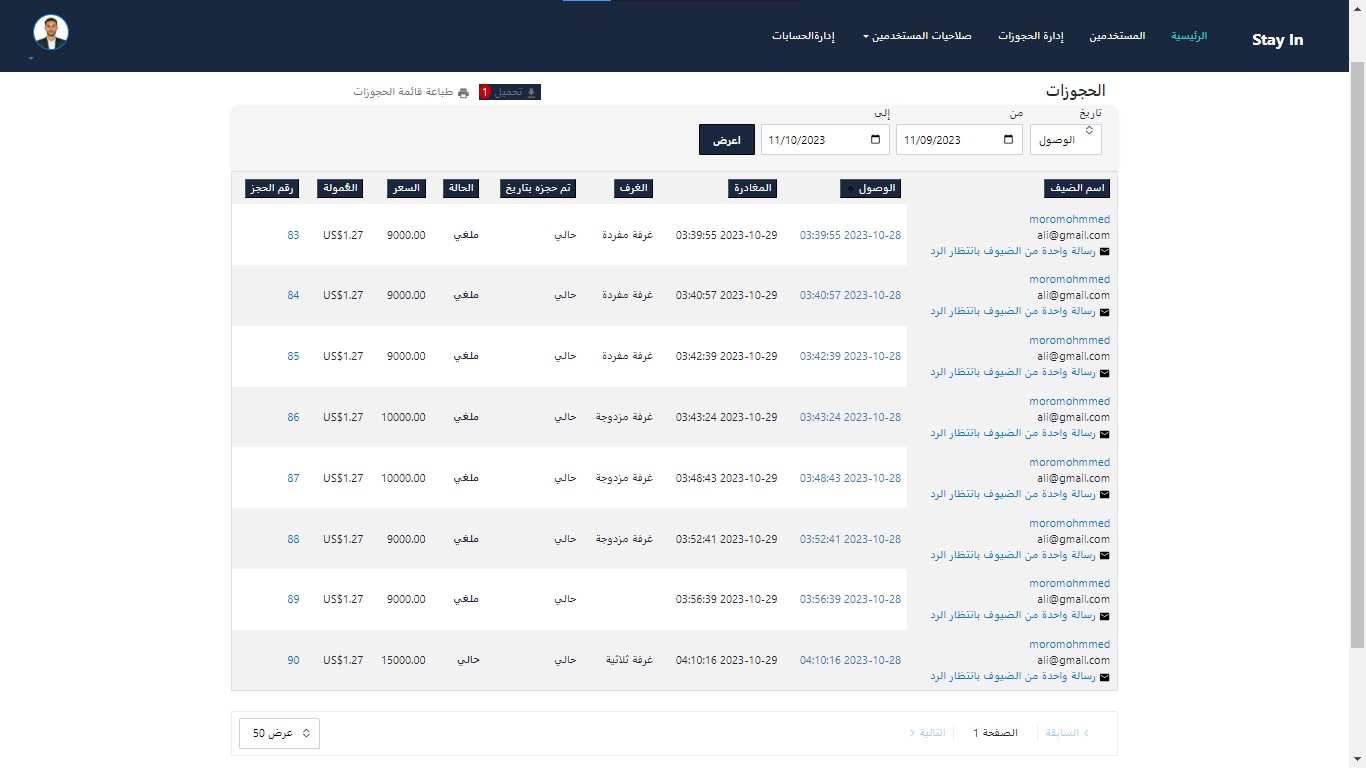 Stay In الرئيسية المستخدمين إدارة الحجوزات صلاحيات المستخدمين إدارةالحسابات
الحجوزات تحميل 1 طباعة قائمة الحجوزات
تاريخ من إلى
الوصول 11/09/2023 11/10/2023 اعرض
اسم الضيف الوصول المغادرة الغرف تم حجزه بتاريخ الحالة السعر العُمولة رقم الحجز
moromohmmed
ali@gmail.com 03:39:55 2023-10-28 03:39:55 2023-10-29 غرفة مفردة حالي ملغي 9000.00 US$1.27 83
رسالة واحدة من الضيوف بانتظار الرد
moromohmmed
ali@gmail.com 03:40:57 2023-10-28 03:40:57 2023-10-29 غرفة مفردة حالي ملغي 9000.00 US$1.27 84
رسالة واحدة من الضيوف بانتظار الرد
moromohmmed
ali@gmail.com 03:42:39 2023-10-28 03:42:39 2023-10-29 غرفة مفردة حالي ملغي 9000.00 US$1.27 85
رسالة واحدة من الضيوف بانتظار الرد
moromohmmed
ali@gmail.com 03:43:24 2023-10-28 03:43:24 2023-10-29 غرفة مزدوجة حالي ملغي 10000.00 US$1.27 86
رسالة واحدة من الضيوف بانتظار الرد
moromohmmed
ali@gmail.com 03:48:43 2023-10-28 03:48:43 2023-10-29 غرفة مزدوجة حالي ملغي 10000.00 US$1.27 87
رسالة واحدة من الضيوف بانتظار الرد
moromohmmed
ali@gmail.com 03:52:41 2023-10-28 03:52:41 2023-10-29 غرفة مزدوجة حالي ملغي 9000.00 US$1.27 88
رسالة واحدة من الضيوف بانتظار الرد
moromohmmed
ali@gmail.com 03:56:39 2023-10-28 03:56:39 2023-10-29 حالي ملغي 9000.00 US$1.27 89
رسالة واحدة من الضيوف بانتظار الرد
moromohmmed
ali@gmail.com 04:10:16 2023-10-28 04:10:16 2023-10-29 غرفة ثلاثية حالي حالي 15000.00 US$1.27 90
رسالة واحدة من الضيوف بانتظار الرد
السابقة الصفحة 1 التالية عرض 50